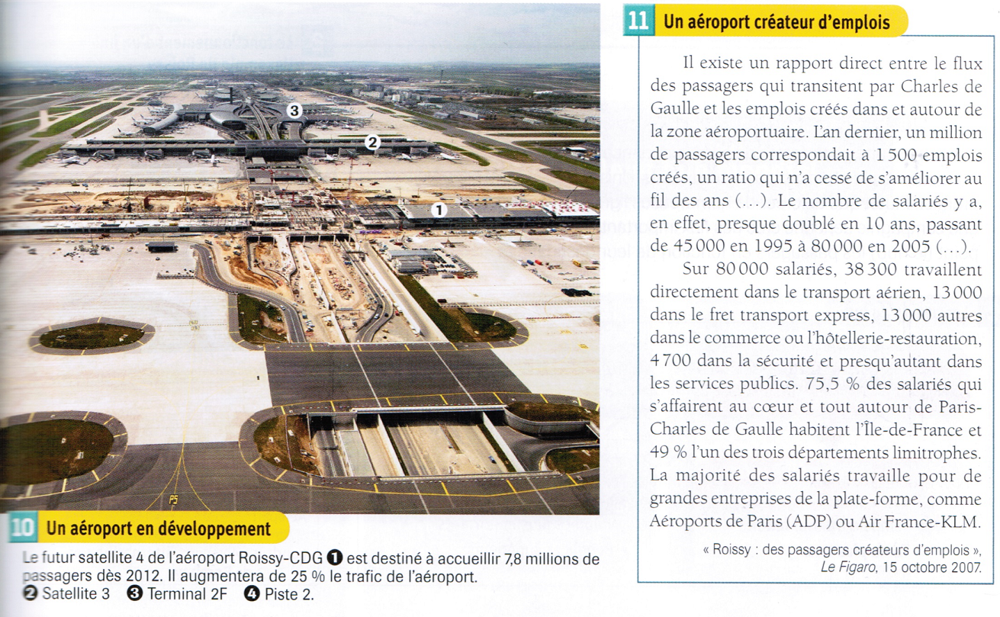 3
2
1
P5
10 Un aéroport en développement
Le futur satellite 4 de l'aéroport Roissy-CDG 1 est destiné à accueillir 7,8 millions de
passagers dès 2012. Il augmentera de 25 % le trafic de l'aéroport.
2 Satellite 3 3 Terminal 2F 4 Piste 2.
11 Un aéroport créateur d'emplois
Il existe un rapport direct entre le flux
des passagers qui transitent par Charles de
Gaulle et les emplois créés dans et autour de
la zone aéroportuaire. L'an dernier, un million
de passagers correspondait à 1 500 emplois
créés, un ratio qui n'a cessé de s'améliorer au
fil des ans (…). Le nombre de salariés y a,
en effet, presque doublé en 10 ans, passant
de 45 000 en 1995 à 80 000 en 2005 (…).
Sur 80 000 salariés, 38 300 travaillent
directement dans le transport aérien, 13 000
dans le fret transport express, 13 000 autres
dans le commerce ou l'hôtellerie-restauration,
4 700 dans la sécurité et presqu'autant dans
les services publics. 75,5 % des salariés qui
s'affairent au cœur et tout autour de Paris-
Charles de Gaulle habitent l'Île-de-France et
49 % l'un des trois départements limitrophes.
La majorité des salariés travaille pour de
grandes entreprises de la plate-forme, comme
Aéroports de Paris (ADP) ou Air France-KLM.
« Roissy : des passagers créateurs d'emplois »,
Le Figaro, 15 octobre 2007.